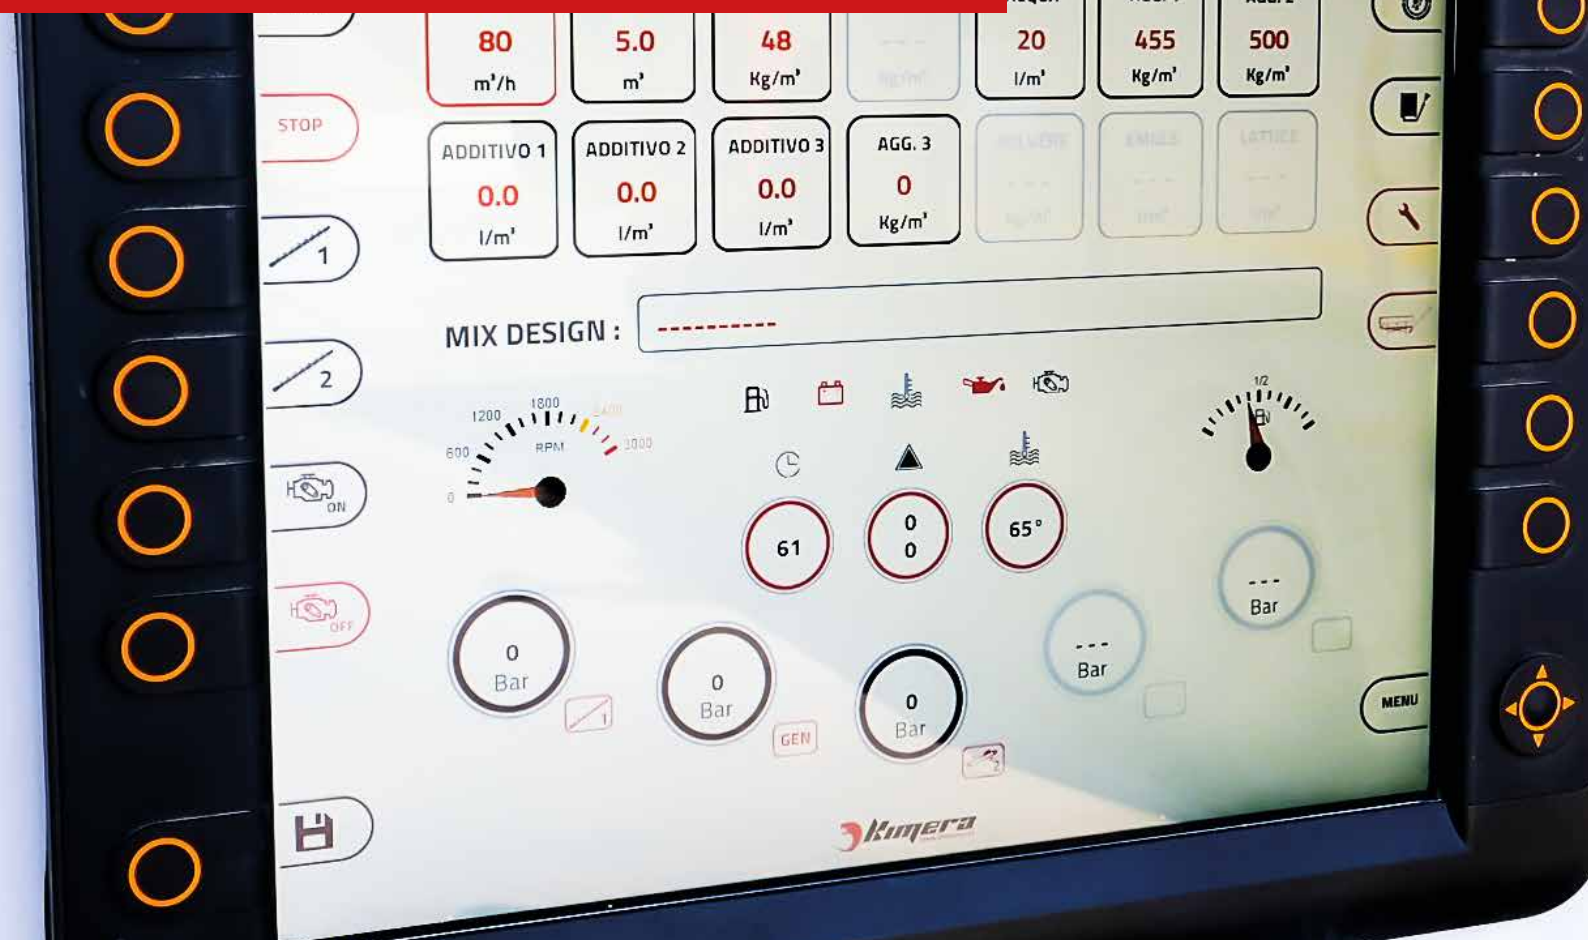 80
m³/h
5.0
m³
48
Kg/m³
20
l/m³
455
Kg/m³
500
Kg/m³
STOP
ADDITIVO 1
0.0
l/m³
ADDITIVO 2
0.0
l/m³
ADDITIVO 3
0.0
l/m³
AGG. 3
0
Kg/m³
LATTICE
---
1
MIX DESIGN : ----------
2
0
600
1200
1800
2400
3000
RPM
1/2
ON
61
0
0
65°
OFF
0
Bar
1
0
Bar
GEN
0
Bar
2
---
Bar
---
Bar
MENU
Kimera